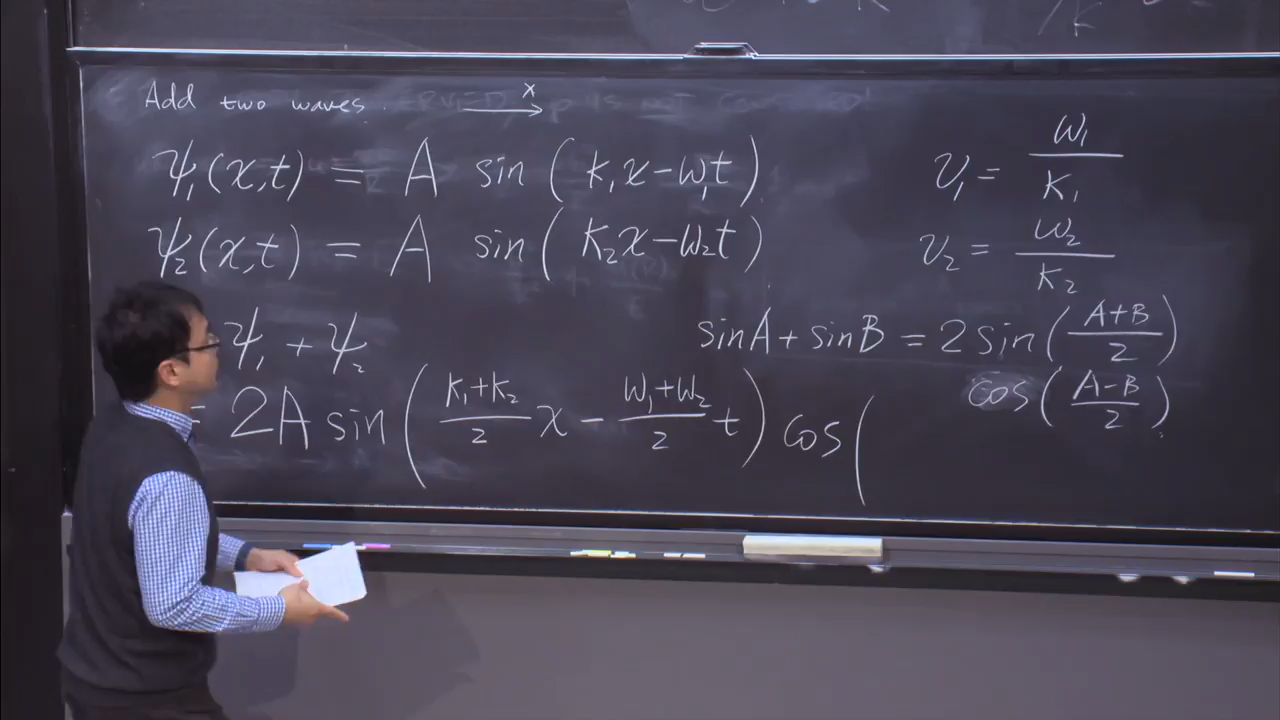 Add two waves. x
ψ₁(x,t) = A sin(k₁x−ω₁t)
v₁ = ω₁/k₁
ψ₂(x,t) = A sin(k₂x−ω₂t)
v₂ = ω₂/k₂
ψ₁ + ψ₂
sinA + sinB = 2 sin((A+B)/2)
cos((A−B)/2)
= 2A sin((k₁+k₂)/2 x − (ω₁+ω₂)/2 t) cos(